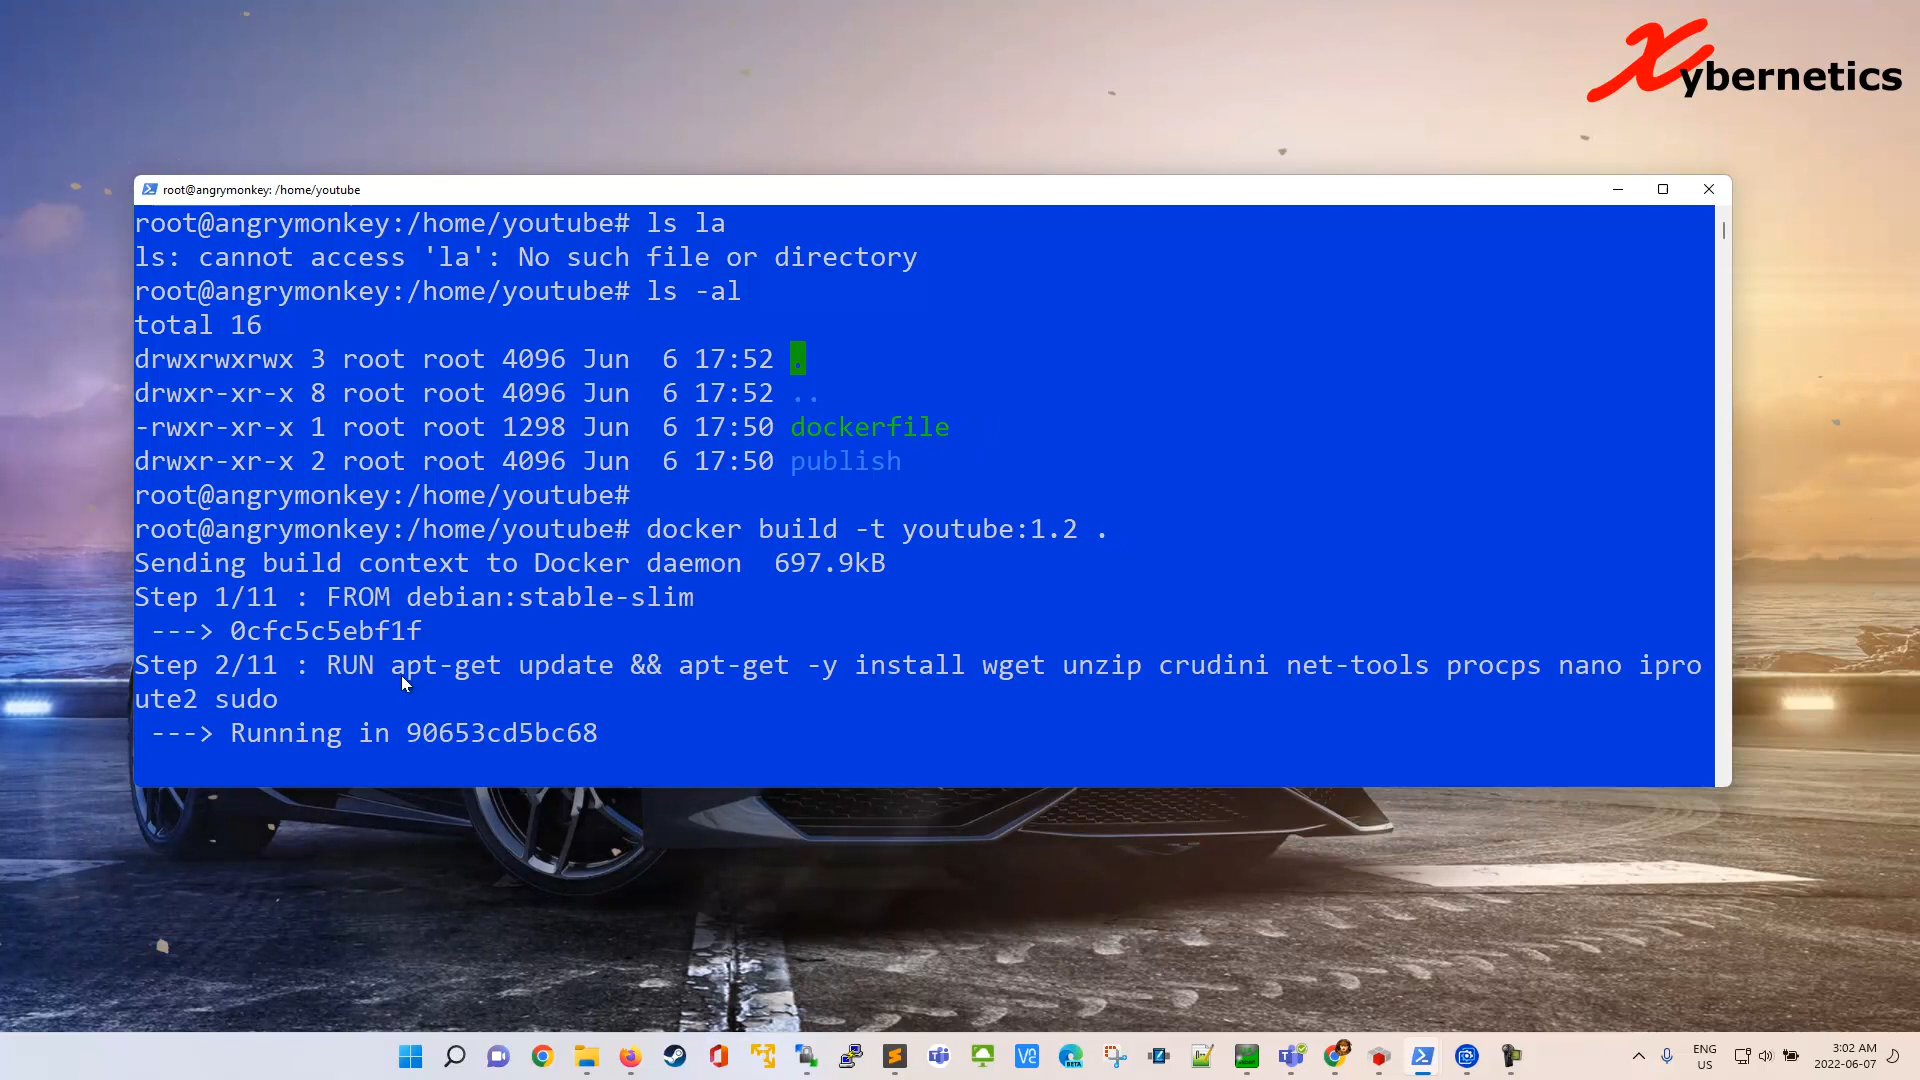 Xybernetics
root@angrymonkey: /home/youtube
root@angrymonkey:/home/youtube# ls la
ls: cannot access 'la': No such file or directory
root@angrymonkey:/home/youtube# ls -al
total 16
drwxrwxrwx 3 root root 4096 Jun  6 17:52 .
drwxr-xr-x 8 root root 4096 Jun  6 17:52 ..
-rwxr-xr-x 1 root root 1298 Jun  6 17:50 dockerfile
drwxr-xr-x 2 root root 4096 Jun  6 17:50 publish
root@angrymonkey:/home/youtube#
root@angrymonkey:/home/youtube# docker build -t youtube:1.2 .
Sending build context to Docker daemon  697.9kB
Step 1/11 : FROM debian:stable-slim
 ---> 0cfc5c5ebf1f
Step 2/11 : RUN apt-get update && apt-get -y install wget unzip crudini net-tools procps nano ipro
ute2 sudo
 ---> Running in 90653cd5bc68
ENG
US
3:02 AM
2022-06-07